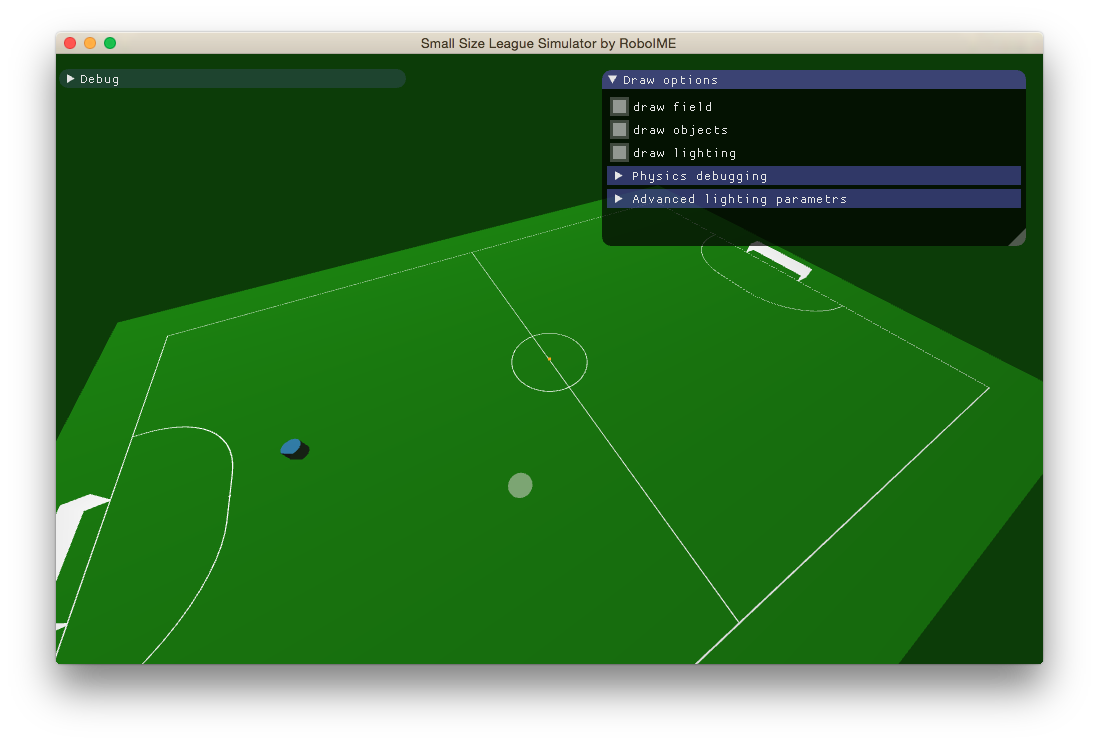 Small Size League Simulator by RoboIME
Debug
Draw options
draw field
draw objects
draw lighting
Physics debugging
Advanced lighting parametrs